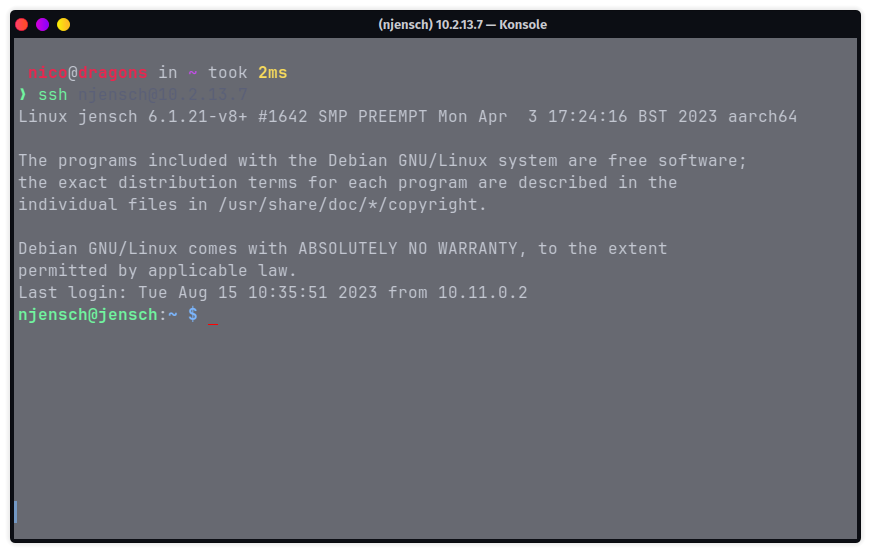 (njensch) 10.2.13.7 — Konsole
nico@dragons in ~ took 2ms
❯ ssh njensch@10.2.13.7
Linux jensch 6.1.21-v8+ #1642 SMP PREEMPT Mon Apr  3 17:24:16 BST 2023 aarch64
The programs included with the Debian GNU/Linux system are free software;
the exact distribution terms for each program are described in the
individual files in /usr/share/doc/*/copyright.
Debian GNU/Linux comes with ABSOLUTELY NO WARRANTY, to the extent
permitted by applicable law.
Last login: Tue Aug 15 10:35:51 2023 from 10.11.0.2
njensch@jensch:~ $ _